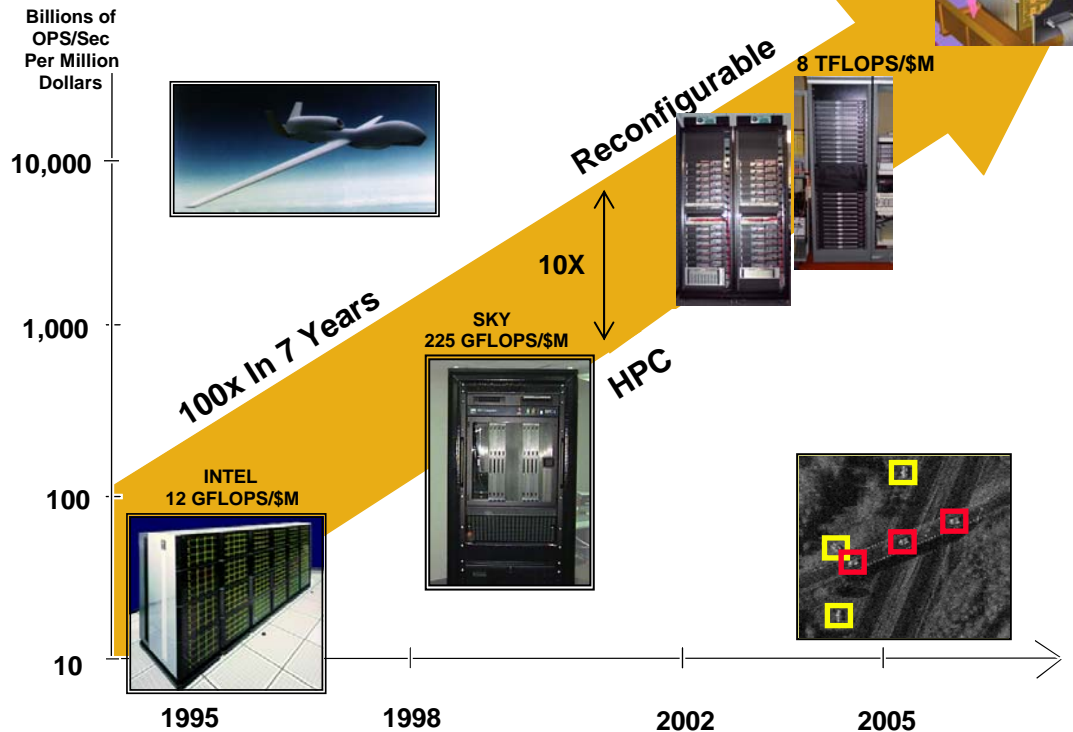 Billions of
OPS/Sec
Per Million
Dollars
8 TFLOPS/$M
Reconfigurable
10,000
10X
1,000
SKY
225 GFLOPS/$M
100x In 7 Years
HPC
100
INTEL
12 GFLOPS/$M
10
1995
1998
2002
2005